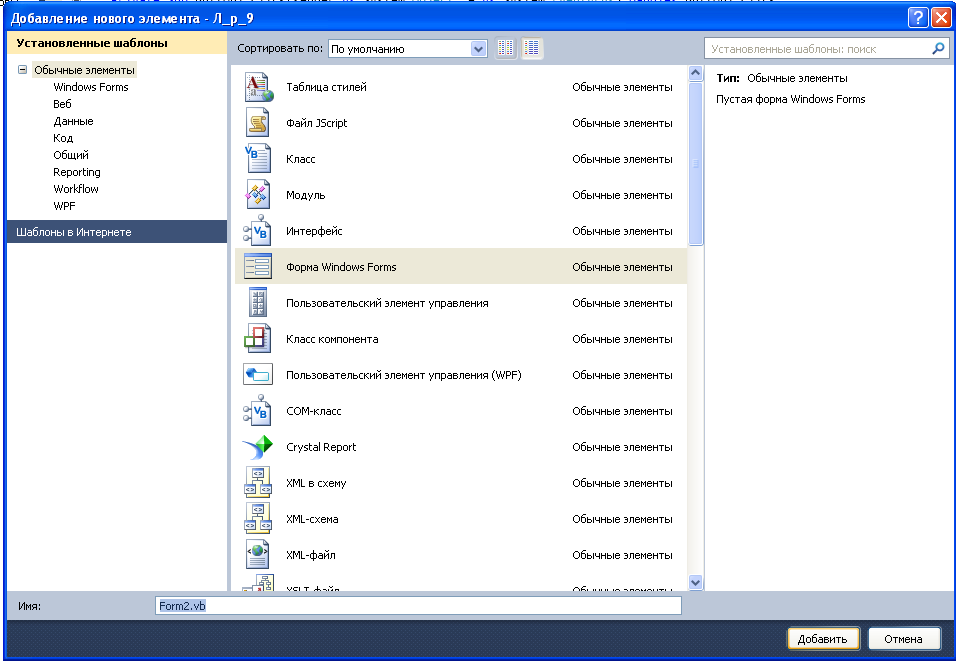 Добавление нового элемента - Л_р_9
Установленные шаблоны
Обычные элементы
Windows Forms
Веб
Данные
Код
Общий
Reporting
Workflow
WPF
Шаблоны в Интернете
Сортировать по: По умолчанию
Установленные шаблоны: поиск
Таблица стилей Обычные элементы
Файл JScript Обычные элементы
Класс Обычные элементы
Модуль Обычные элементы
Интерфейс Обычные элементы
Форма Windows Forms Обычные элементы
Пользовательский элемент управления Обычные элементы
Класс компонента Обычные элементы
Пользовательский элемент управления (WPF) Обычные элементы
COM-класс Обычные элементы
Crystal Report Обычные элементы
XML в схему Обычные элементы
XML-схема Обычные элементы
XML-файл Обычные элементы
XSLT-файл Обычные элементы
Тип: Обычные элементы
Пустая форма Windows Forms
Имя: Form2.vb
Добавить Отмена